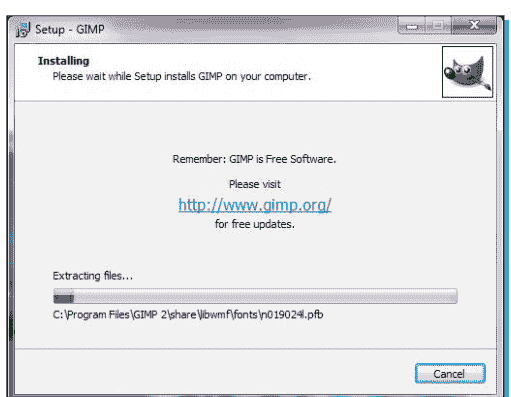 Setup - GIMP
Installing
Please wait while Setup installs GIMP on your computer.
Remember: GIMP is Free Software.
Please visit
http://www.gimp.org/
for free updates.
Extracting files...
C:\Program Files\GIMP 2\share\libwmf\fonts\n019024l.pfb
Cancel